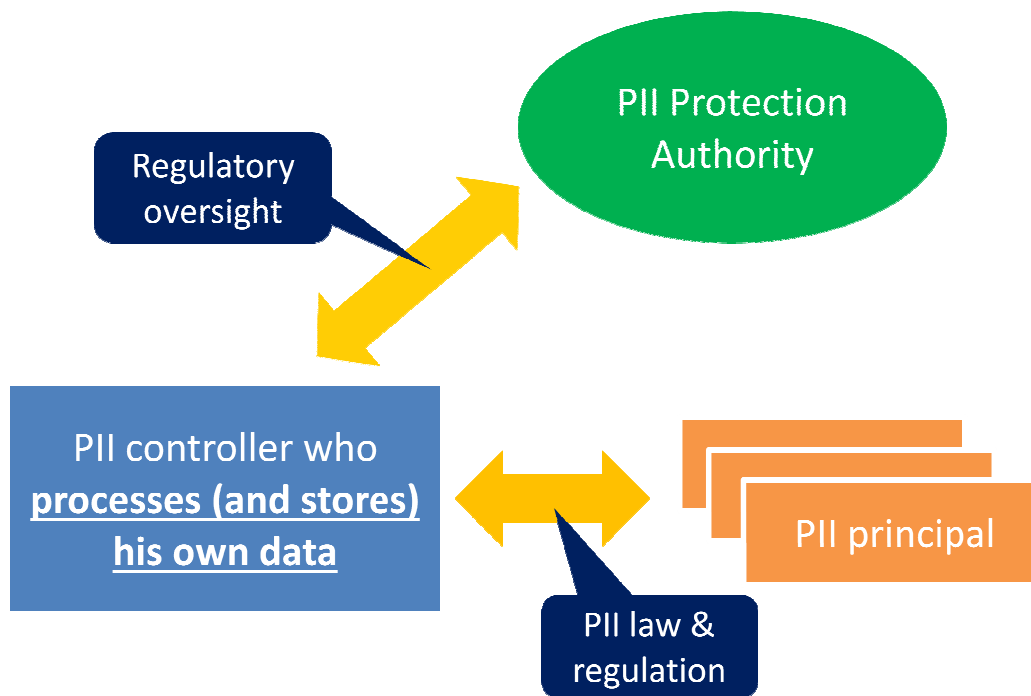 PII Protection
Authority
Regulatory
oversight
PII controller who
processes (and stores)
his own data
PII principal
PII law &
regulation